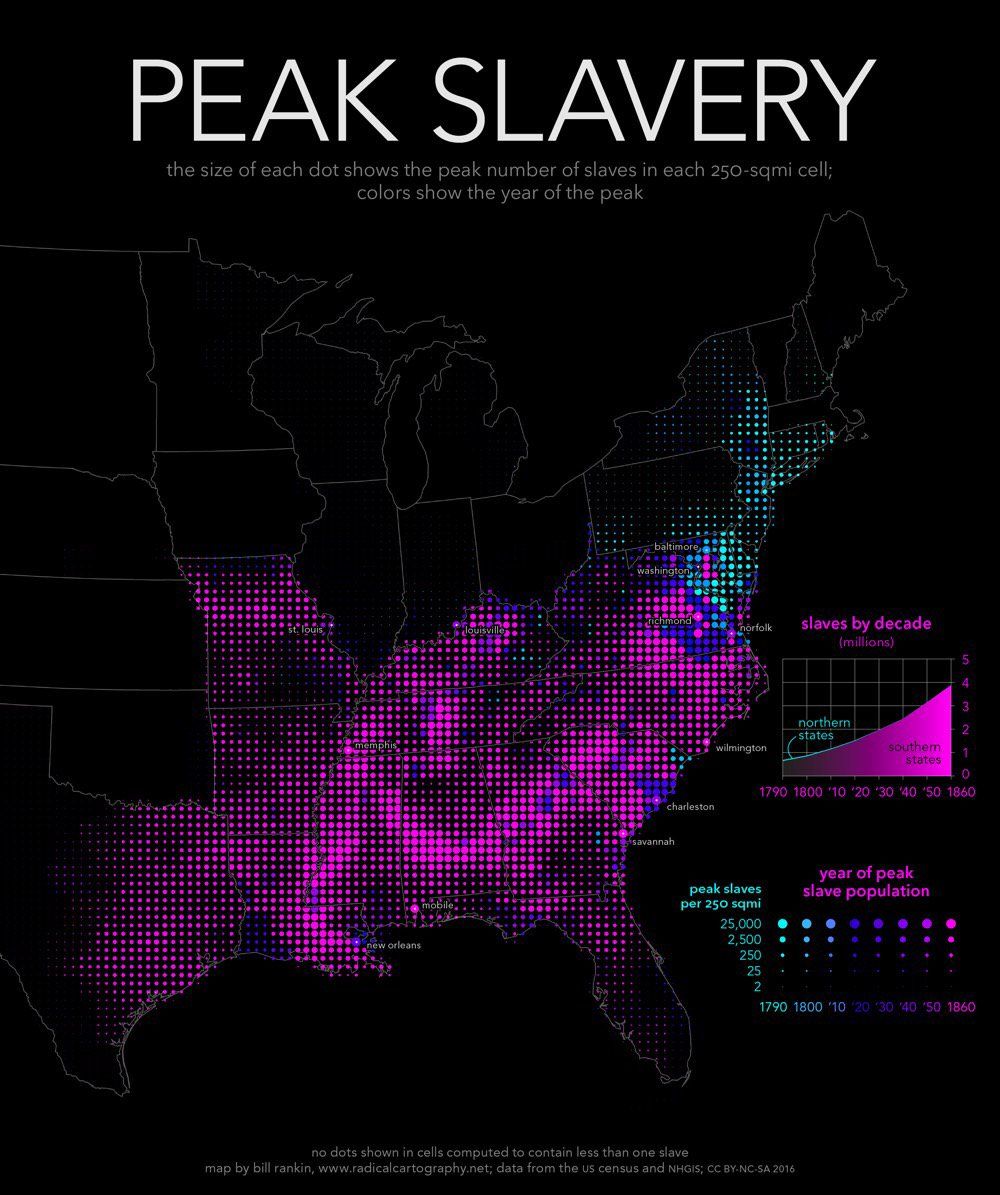 PEAK SLAVERY
the size of each dot shows the peak number of slaves in each 250-sqmi cell;
colors show the year of the peak
baltimore
washington
richmond
norfolk
st. louis
louisville
memphis
wilmington
charleston
savannah
mobile
new orleans
slaves by decade
(millions)
5
4
3
2
1
0
northern
states
southern
states
1790 1800 '10 '20 '30 '40 '50 1860
year of peak
slave population
peak slaves
per 250 sqmi
25,000
2,500
250
25
2
1790 1800 '10 '20 '30 '40 '50 1860
no dots shown in cells computed to contain less than one slave
map by bill rankin, www.radicalcartography.net; data from the US census and NHGIS; CC BY-NC-SA 2016